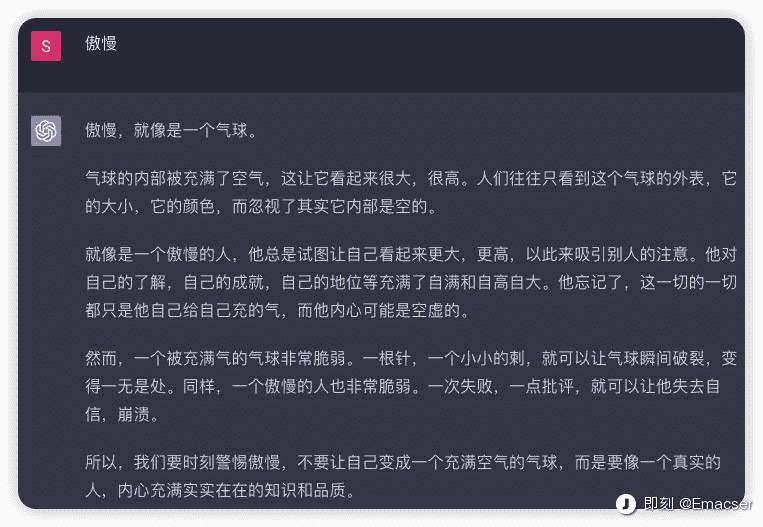 S
傲慢
傲慢，就像是一个气球。
气球的内部被充满了空气，这让它看起来很大，很高。人们往往只看到这个气球的外表，它
的大小，它的颜色，而忽视了其实它内部是空的。
就像是一个傲慢的人，他总是试图让自己看起来更大，更高，以此来吸引别人的注意。他对
自己的了解，自己的成就，自己的地位等充满了自满和自高自大。他忘记了，这一切的一切
都只是他自己给自己充的气，而他内心可能是空虚的。
然而，一个被充满气的气球非常脆弱。一根针，一个小小的刺，就可以让气球瞬间破裂，变
得一无是处。同样，一个傲慢的人也非常脆弱。一次失败，一点批评，就可以让他失去自
信，崩溃。
所以，我们要时刻警惕傲慢，不要让自己变成一个充满空气的气球，而是要像一个真实的
人，内心充满实实在在的知识和品质。
即刻 @Emacser